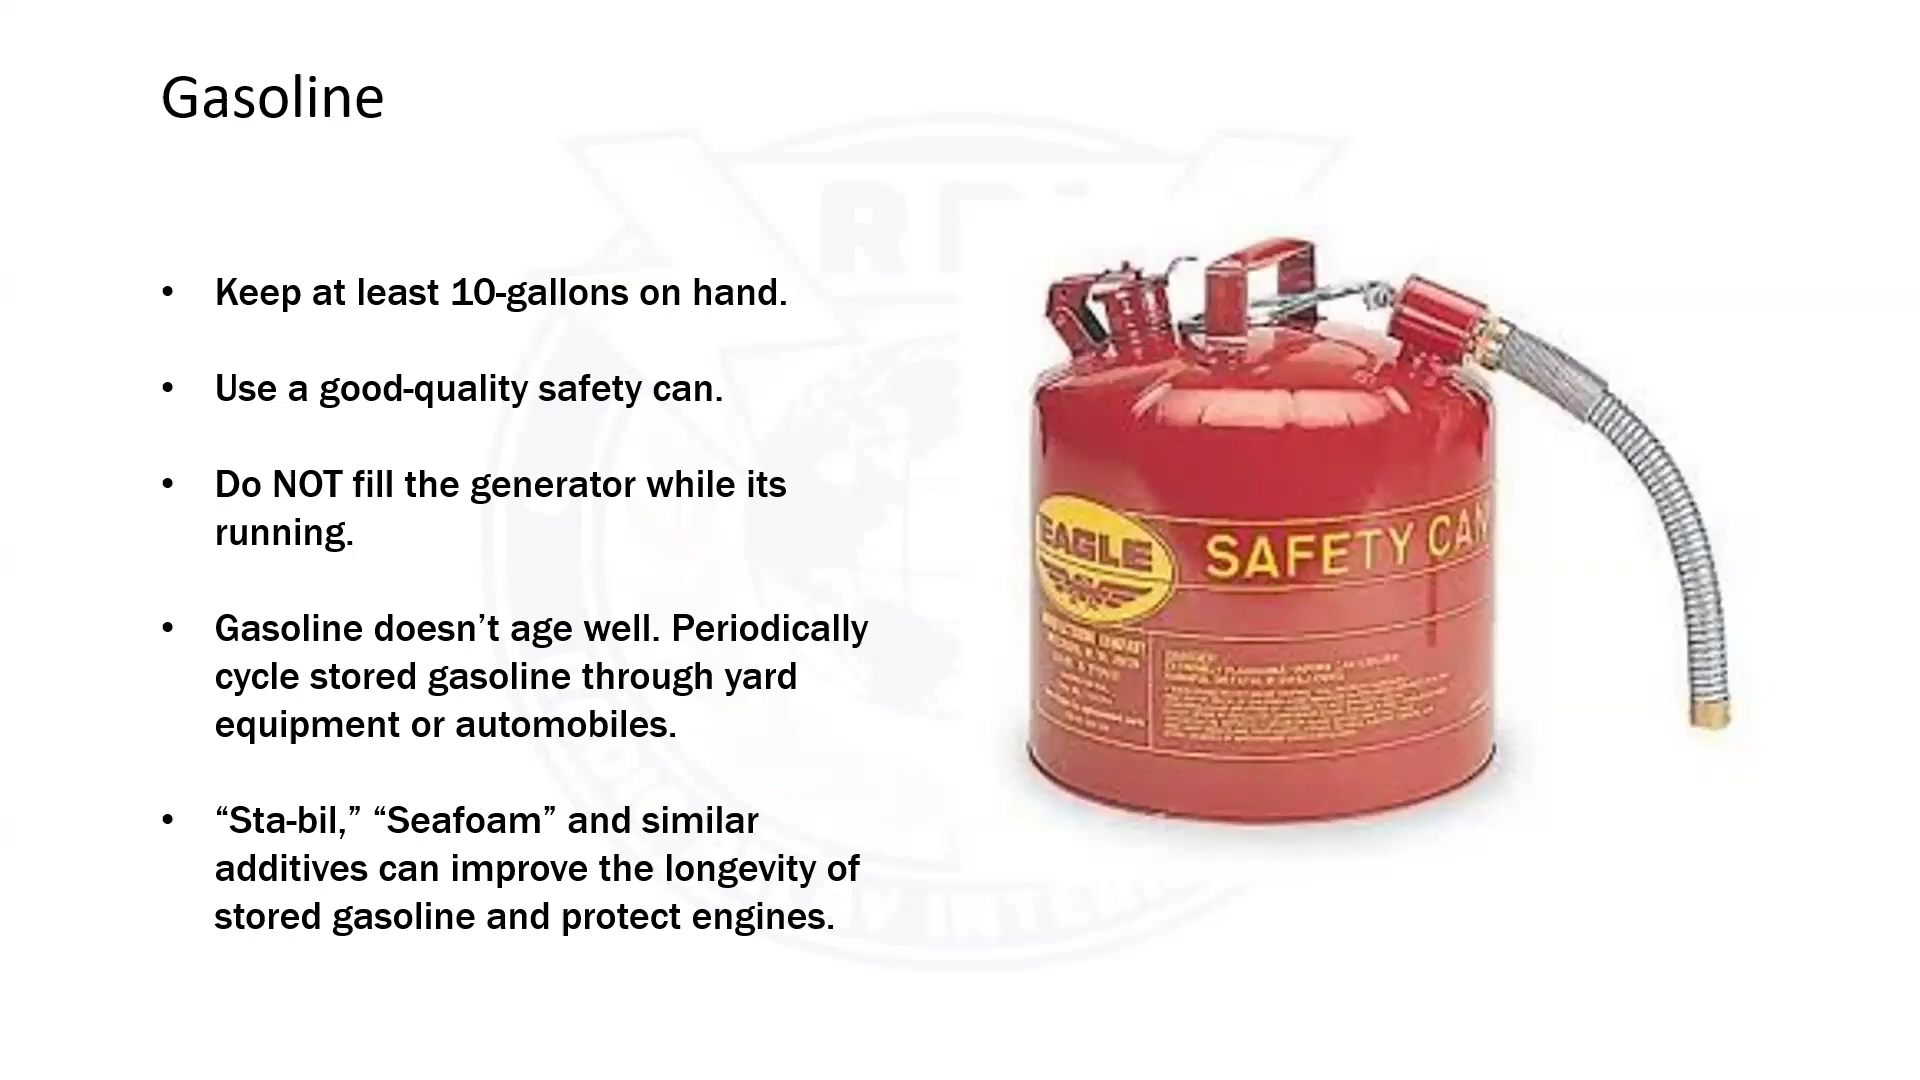 Gasoline
• Keep at least 10-gallons on hand.
• Use a good-quality safety can.
• Do NOT fill the generator while its
running.
• Gasoline doesn’t age well. Periodically
cycle stored gasoline through yard
equipment or automobiles.
• “Sta-bil,” “Seafoam” and similar
additives can improve the longevity of
stored gasoline and protect engines.
EAGLE
SAFETY CAN